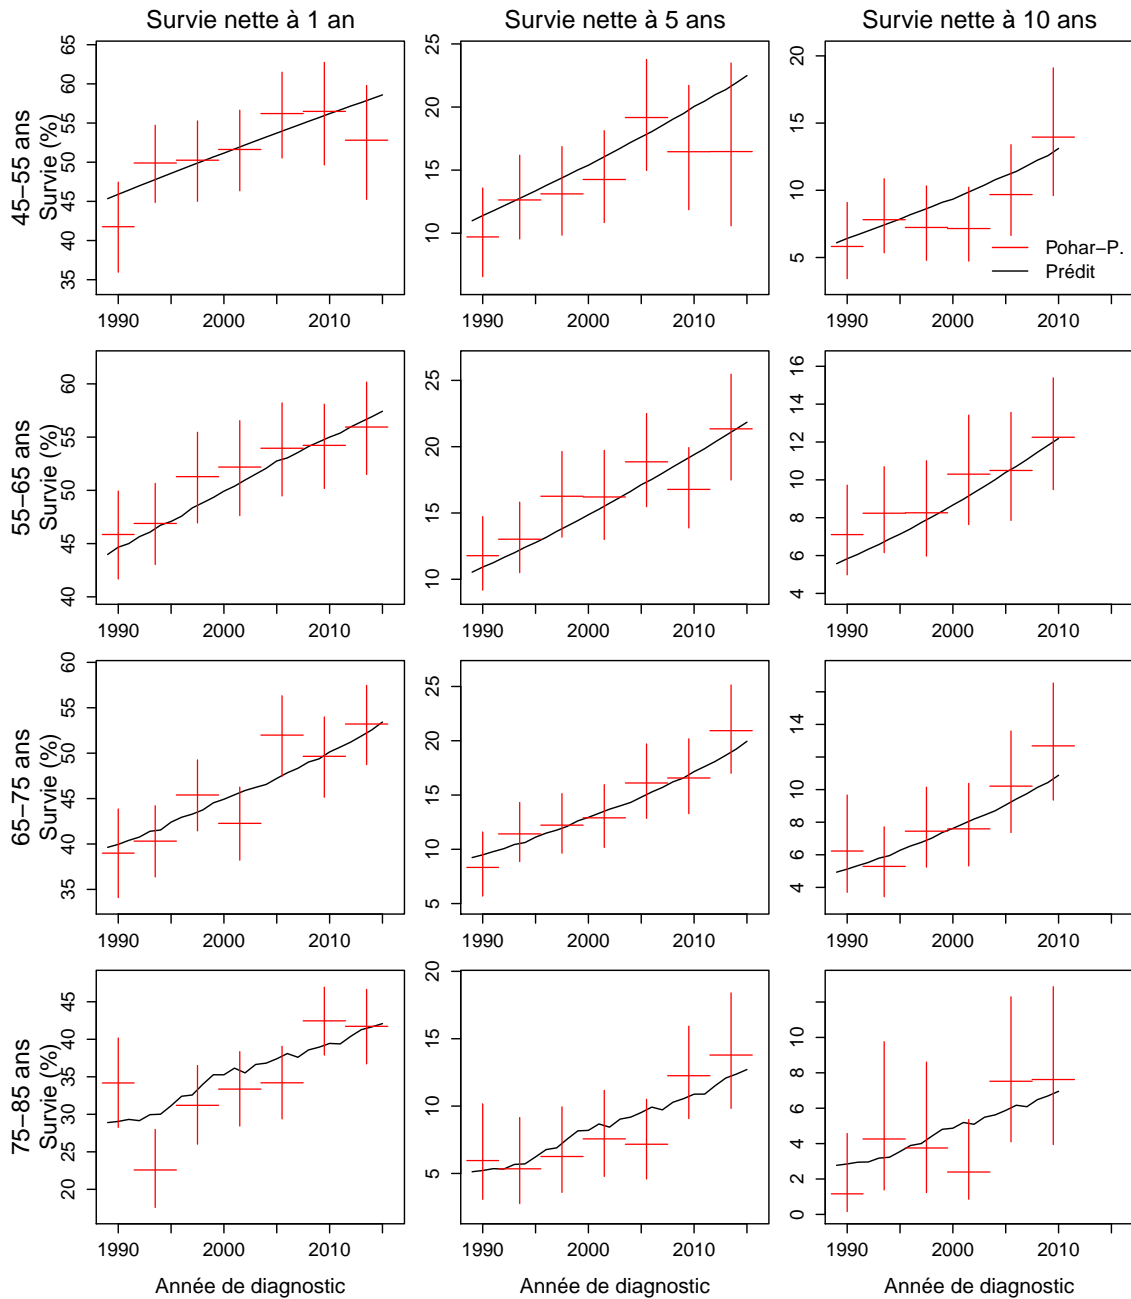 Survie nette à 1 an
Survie nette à 5 ans
Survie nette à 10 ans
45−55 ans
Survie (%)
35 40 45 50 55 60 65
1990 2000 2010
10 15 20 25
1990 2000 2010
5 10 15 20
1990 2000 2010
Pohar−P.
Prédit
55−65 ans
Survie (%)
40 45 50 55 60
1990 2000 2010
10 15 20 25
1990 2000 2010
4 6 8 10 12 14 16
1990 2000 2010
65−75 ans
Survie (%)
35 40 45 50 55 60
1990 2000 2010
5 10 15 20 25
1990 2000 2010
4 6 8 10 14
1990 2000 2010
75−85 ans
Survie (%)
20 25 30 35 40 45
1990 2000 2010
5 10 15 20
1990 2000 2010
0 2 4 6 8 10
1990 2000 2010
Année de diagnostic
Année de diagnostic
Année de diagnostic